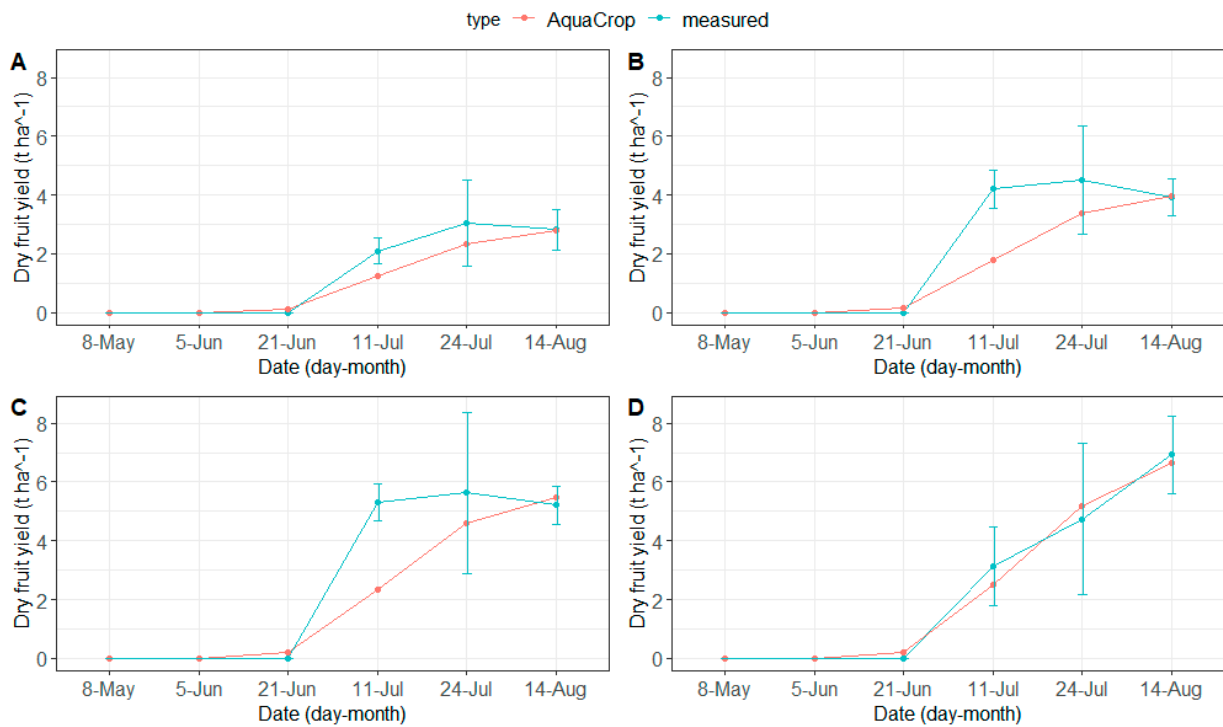 type AquaCrop measured
A
Dry fruit yield (t ha^-1)
8
6
4
2
0
8-May 5-Jun 21-Jun 11-Jul 24-Jul 14-Aug
Date (day-month)
B
Dry fruit yield (t ha^-1)
8
6
4
2
0
8-May 5-Jun 21-Jun 11-Jul 24-Jul 14-Aug
Date (day-month)
C
Dry fruit yield (t ha^-1)
8
6
4
2
0
8-May 5-Jun 21-Jun 11-Jul 24-Jul 14-Aug
Date (day-month)
D
Dry fruit yield (t ha^-1)
8
6
4
2
0
8-May 5-Jun 21-Jun 11-Jul 24-Jul 14-Aug
Date (day-month)